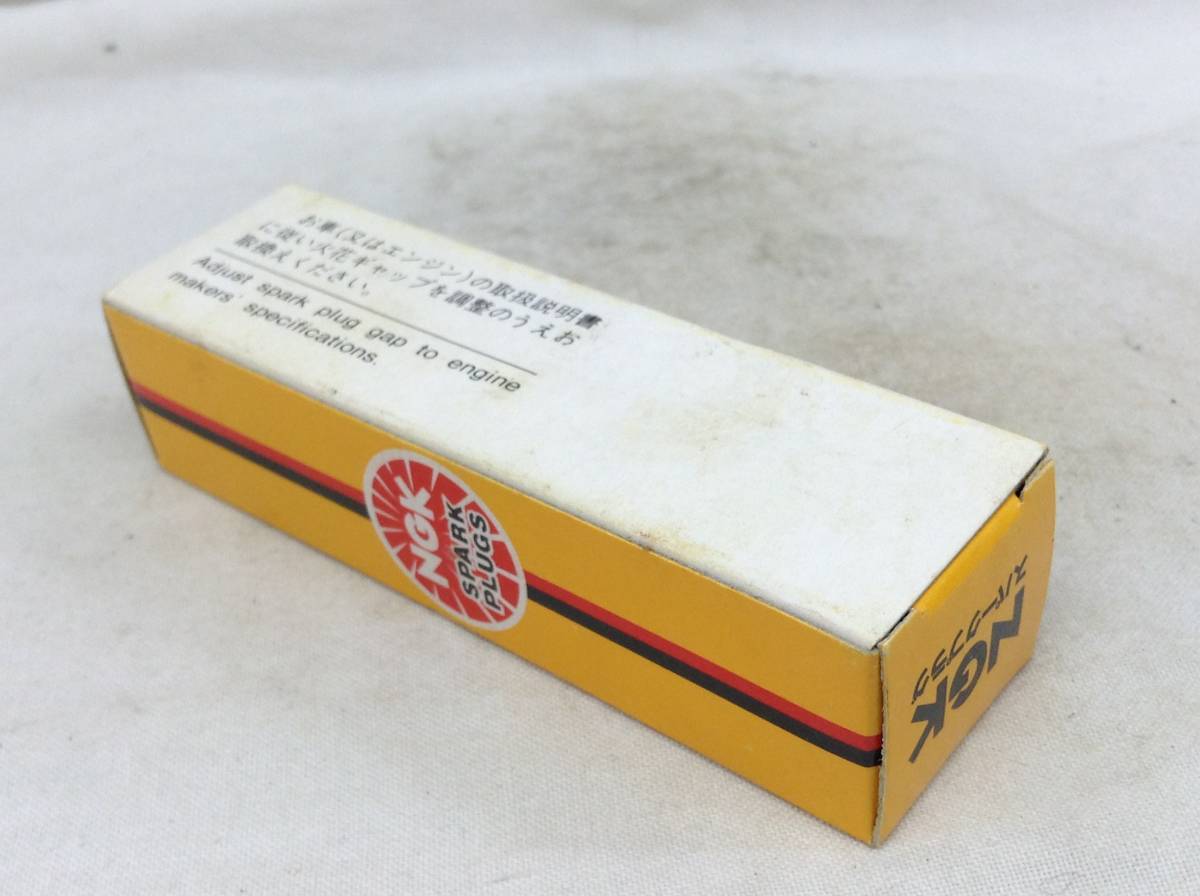 お車(又はエンジン)の取扱説明書
に従い火花ギャップを調整のうえお
取換えください。
Adjust spark plug gap to engine
makers' specifications.
NGK
SPARK
PLUGS
NGK
スパークプラグ